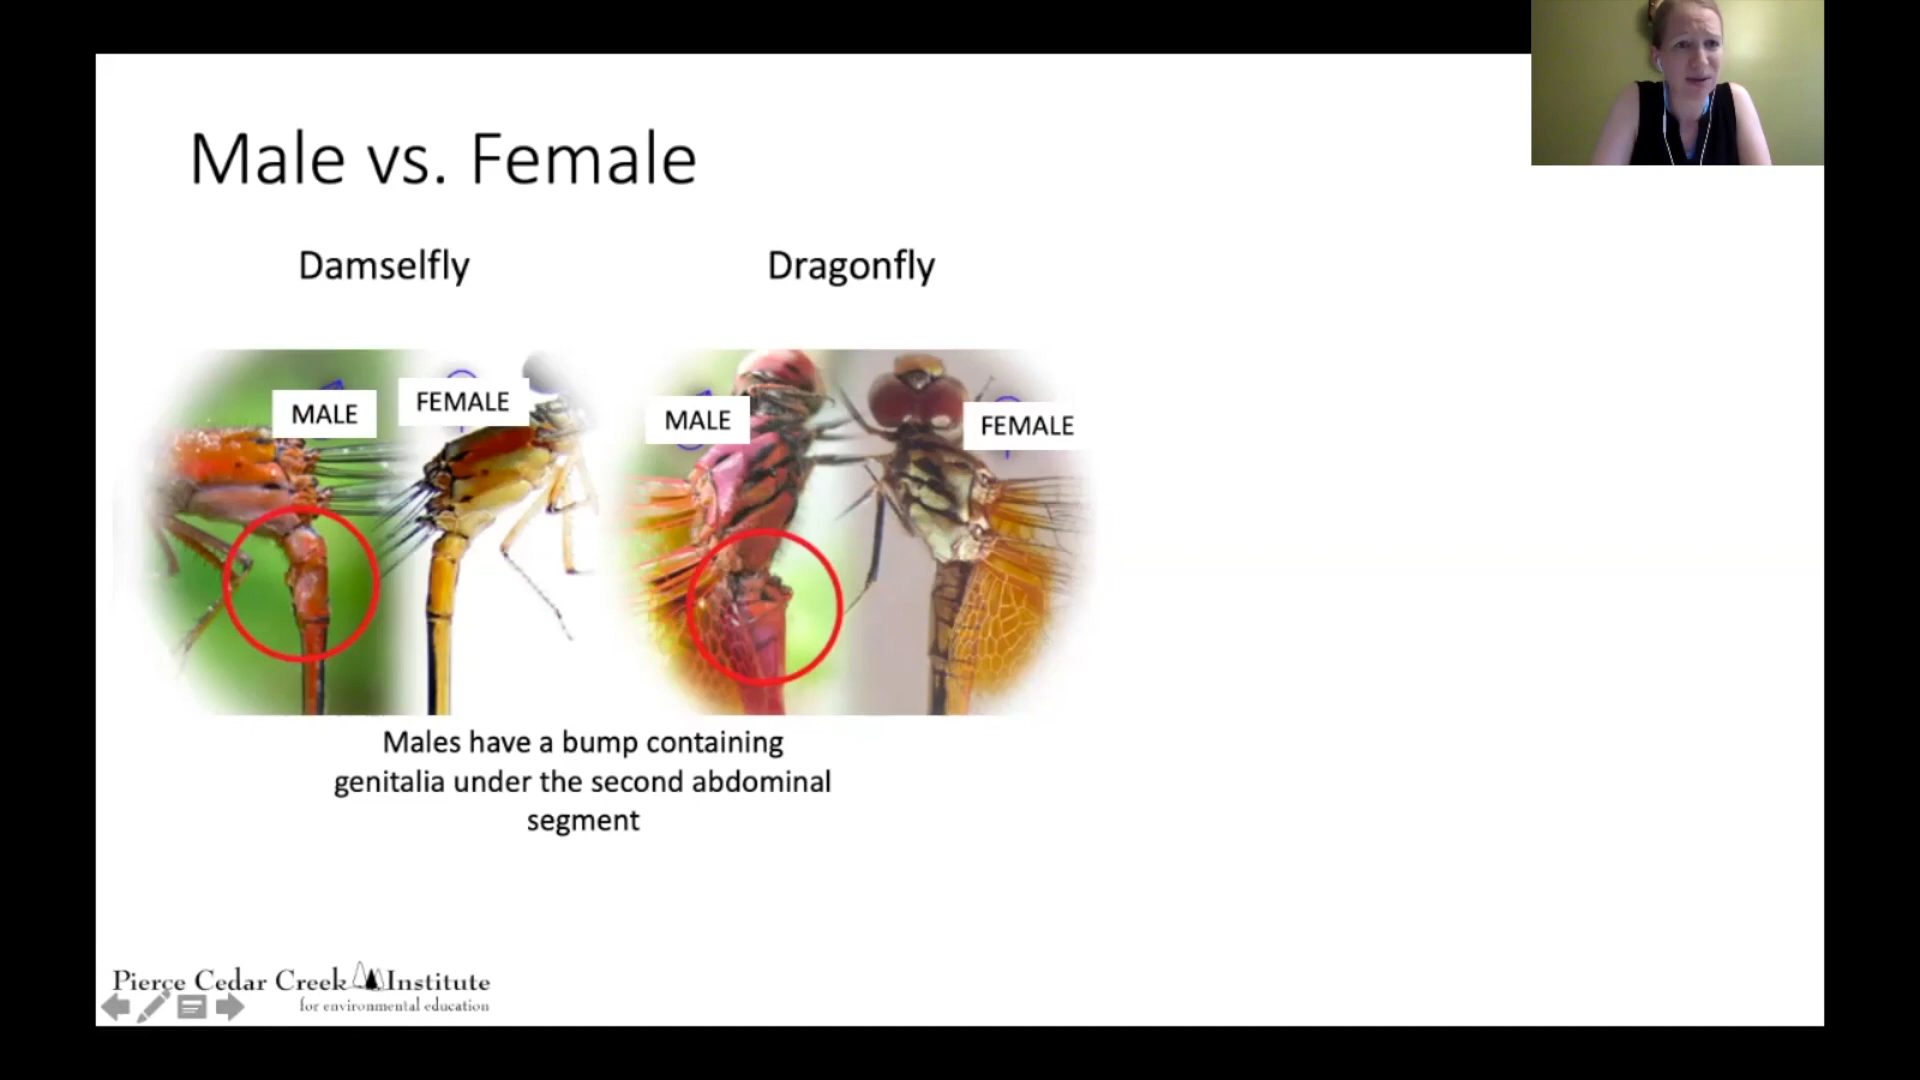 Male vs. Female
Damselfly
Dragonfly
MALE
FEMALE
MALE
FEMALE
Males have a bump containing
genitalia under the second abdominal
segment
Pierce Cedar Creek Institute
for environmental education